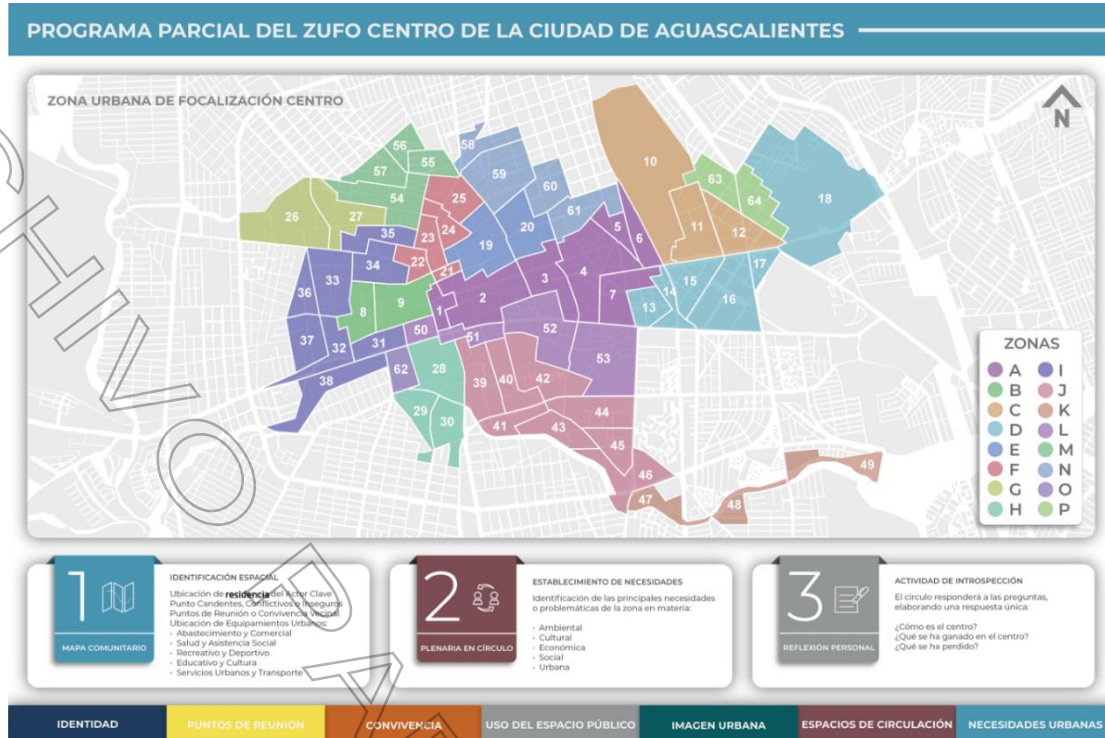 PROGRAMA PARCIAL DEL ZUFO CENTRO DE LA CIUDAD DE AGUASCALIENTES
ZONA URBANA DE FOCALIZACIÓN CENTRO
N
56
58
55
57
59
10
63
54
25
60
64
18
26
27
24
61
5
6
11
12
35
23
20
19
34
22
21
33
3
4
17
36
8
9
2
7
15
14
16
1
13
50
51
52
37
32
31
53
38
62
28
39
40
42
29
30
44
41
43
45
46
49
47
48
ZONAS
A I
B J
C K
D L
E M
F N
G O
H P
1
MAPA COMUNITARIO
IDENTIFICACIÓN ESPACIAL
Ubicación de residencia del Actor Clave
Punto Candentes, Conflictivos o Inseguros
Puntos de Reunión o Convivencia Vecinal
Ubicación de Equipamientos Urbanos:
- Abastecimiento y Comercial
- Salud y Asistencia Social
- Recreativo y Deportivo
- Educativo y Cultura
- Servicios Urbanos y Transporte
2
PLENARIA EN CÍRCULO
ESTABLECIMIENTO DE NECESIDADES
Identificación de las principales necesidades
o problemáticas de la zona en materia:
- Ambiental
- Cultural
- Económica
- Social
- Urbana
3
REFLEXIÓN PERSONAL
ACTIVIDAD DE INTROSPECCIÓN
El círculo responderá a las preguntas,
elaborando una respuesta única:
¿Cómo es el centro?
¿Qué se ha ganado en el centro?
¿Qué se ha perdido?
IDENTIDAD
PUNTOS DE REUNIÓN
CONVIVENCIA
USO DEL ESPACIO PÚBLICO
IMAGEN URBANA
ESPACIOS DE CIRCULACIÓN
NECESIDADES URBANAS